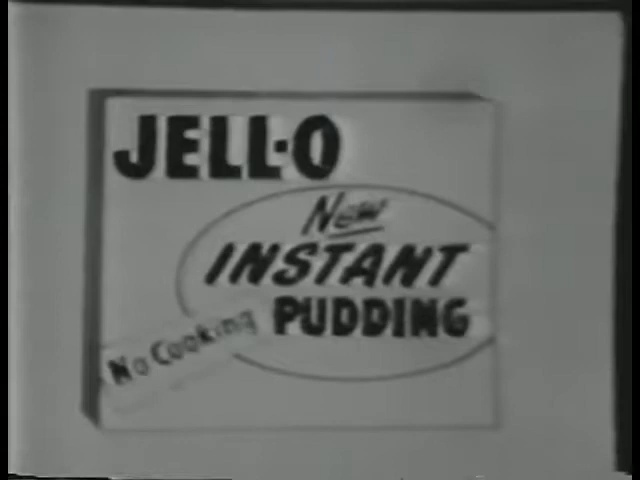 JELL-O
New
INSTANT
PUDDING
No Cooking